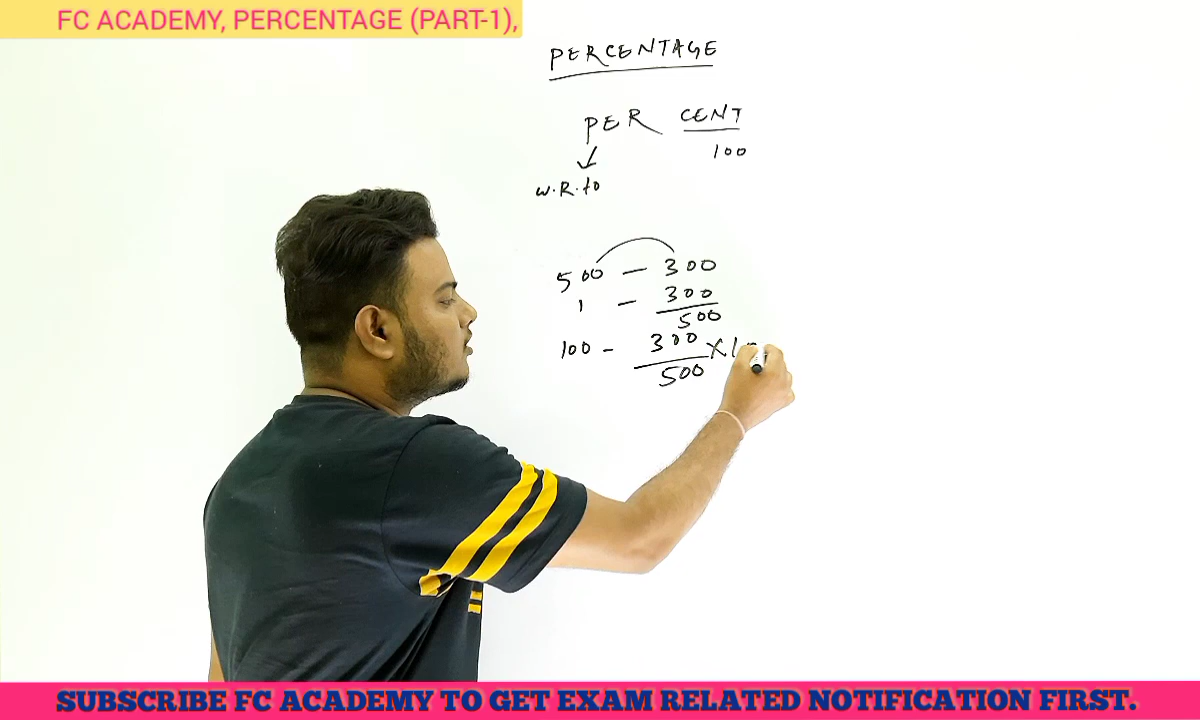 FC ACADEMY, PERCENTAGE (PART-1),
PERCENTAGE
PER CENT
100
W.R.to
500 — 300
1 — 300
500
100 - 300 X 10
500
SUBSCRIBE FC ACADEMY TO GET EXAM RELATED NOTIFICATION FIRST.